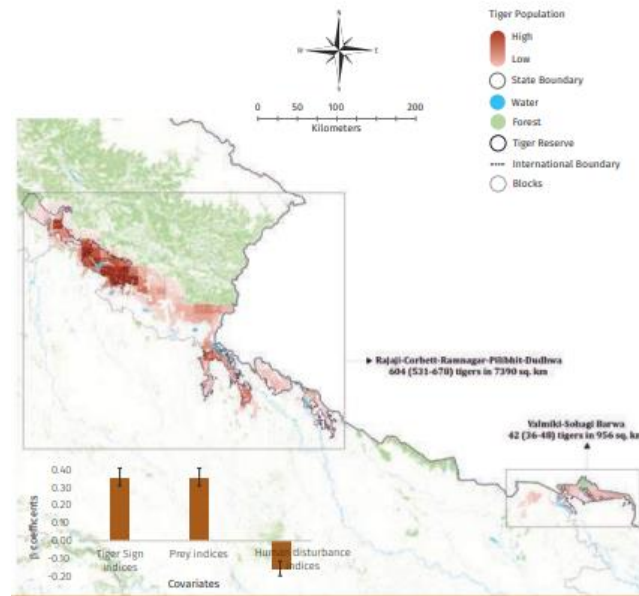 Tiger Population
High
Low
State Boundary
Water
Forest
Tiger Reserve
International Boundary
Blocks
N
W
E
S
0 50 100 200
25 75
Kilometers
Rajaji-Corbett-Ramnagar-Pilibhit-Dudhwa
604 (531-678) tigers in 7390 sq. km
Valmiki-Sohagi Barwa
42 (36-48) tigers in 956 sq. km
β coefficents
0.40
0.30
0.20
0.10
0.00
-0.10
-0.20
Tiger Sign indices
Prey indices
Human disturbance indices
Covariates